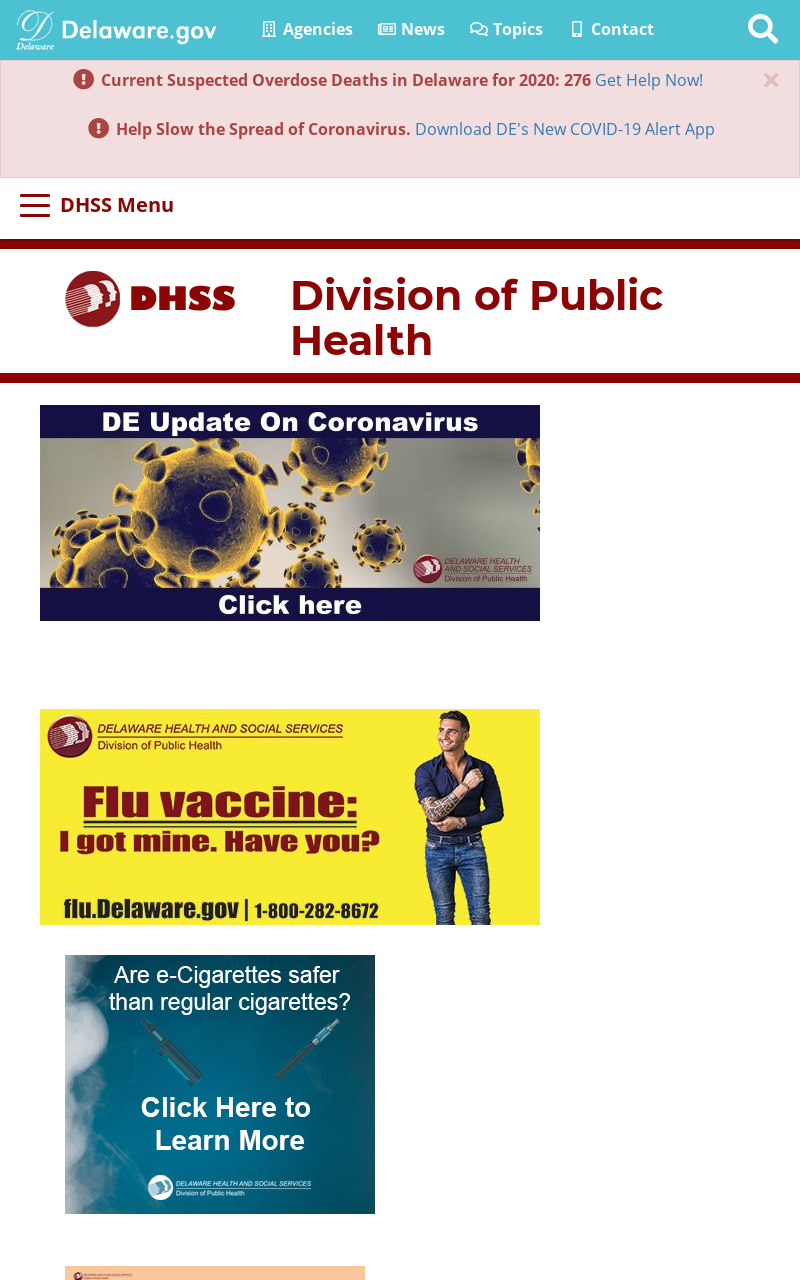 Delaware
Delaware.gov
Agencies
News
Topics
Contact
Current Suspected Overdose Deaths in Delaware for 2020: 276 Get Help Now!
×
Help Slow the Spread of Coronavirus. Download DE's New COVID-19 Alert App
DHSS Menu
DHSS
Division of Public
Health
DE Update On Coronavirus
DELAWARE HEALTH
AND SOCIAL SERVICES
Division of Public Health
Click here
DELAWARE HEALTH AND SOCIAL SERVICES
Division of Public Health
Flu vaccine:
I got mine. Have you?
flu.Delaware.gov | 1-800-282-8672
Are e-Cigarettes safer
than regular cigarettes?
Click Here to
Learn More
DELAWARE HEALTH AND SOCIAL SERVICES
Division of Public Health